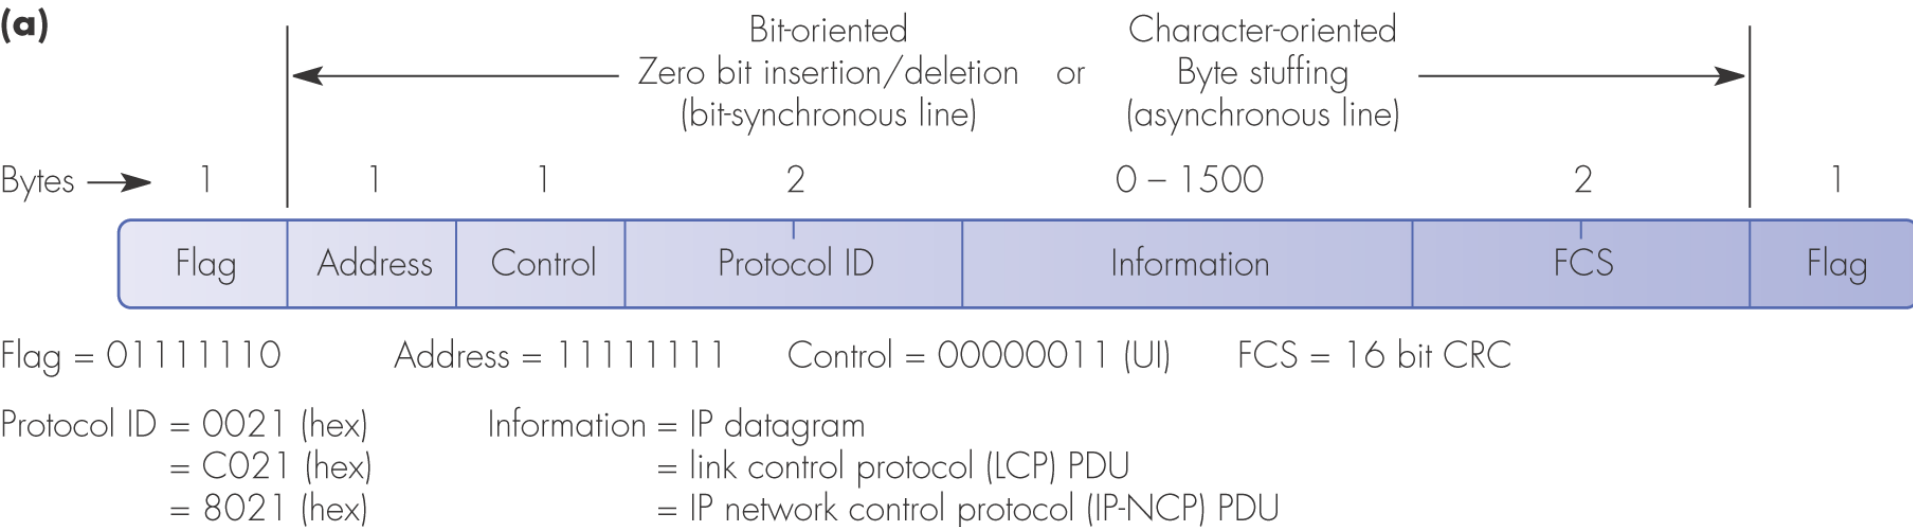 (a)
Bit-oriented Character-oriented
Zero bit insertion/deletion or Byte stuffing
(bit-synchronous line) (asynchronous line)
Bytes 1 1 1 2 0 – 1500 2 1
Flag Address Control Protocol ID Information FCS Flag
Flag = 01111110 Address = 11111111 Control = 00000011 (UI) FCS = 16 bit CRC
Protocol ID = 0021 (hex) Information = IP datagram
= C021 (hex) = link control protocol (LCP) PDU
= 8021 (hex) = IP network control protocol (IP-NCP) PDU